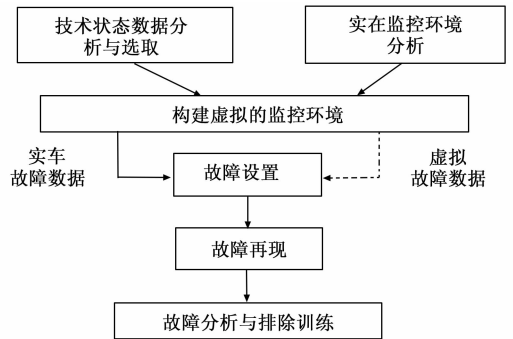 技术状态数据分
析与选取
实在监控环境
分析
构建虚拟的监控环境
实车
故障数据
故障设置
虚拟
故障数据
故障再现
故障分析与排除训练